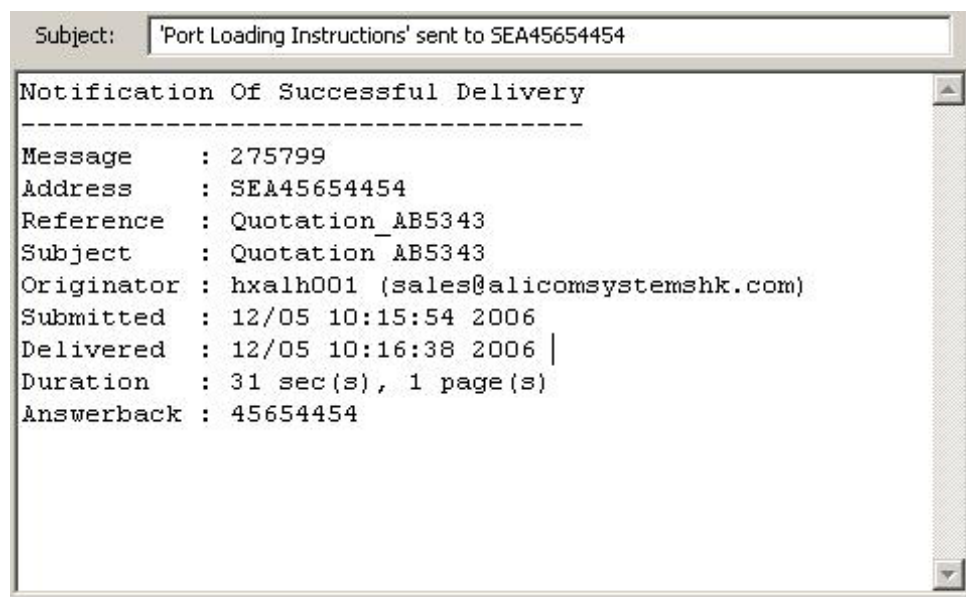 Subject: 'Port Loading Instructions' sent to SEA45654454
Notification Of Successful Delivery
-----------------------------------
Message : 275799
Address : SEA45654454
Reference : Quotation_AB5343
Subject : Quotation AB5343
Originator : hxalh001 (sales@alicomsystemshk.com)
Submitted : 12/05 10:15:54 2006
Delivered : 12/05 10:16:38 2006
Duration : 31 sec(s), 1 page(s)
Answerback : 45654454